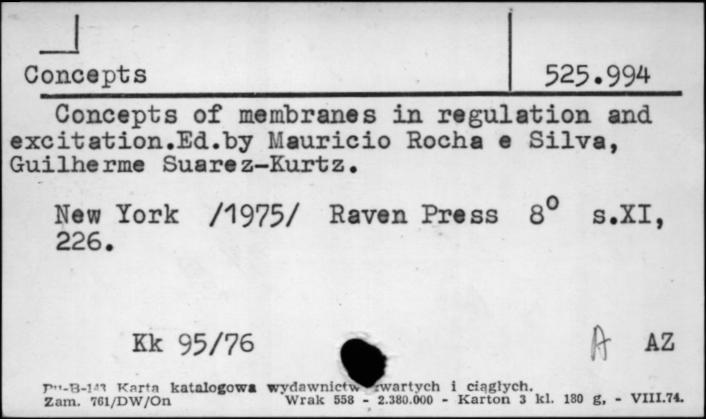 Concepts 525.994
Concepts of membranes in regulation and
excitation.Ed.by Mauricio Rocha e Silva,
Guilherme Suarez-Kurtz.
New York /1975/ Raven Press 8° s.XI,
226.
Kk 95/76 A AZ
Karta katalogowa wydawnictw zwartych i ciągłych.
Zam. 761/DW/On Wrak 558 - 2.380.000 - Karton 3 kl. 180 g, - VIII.74.